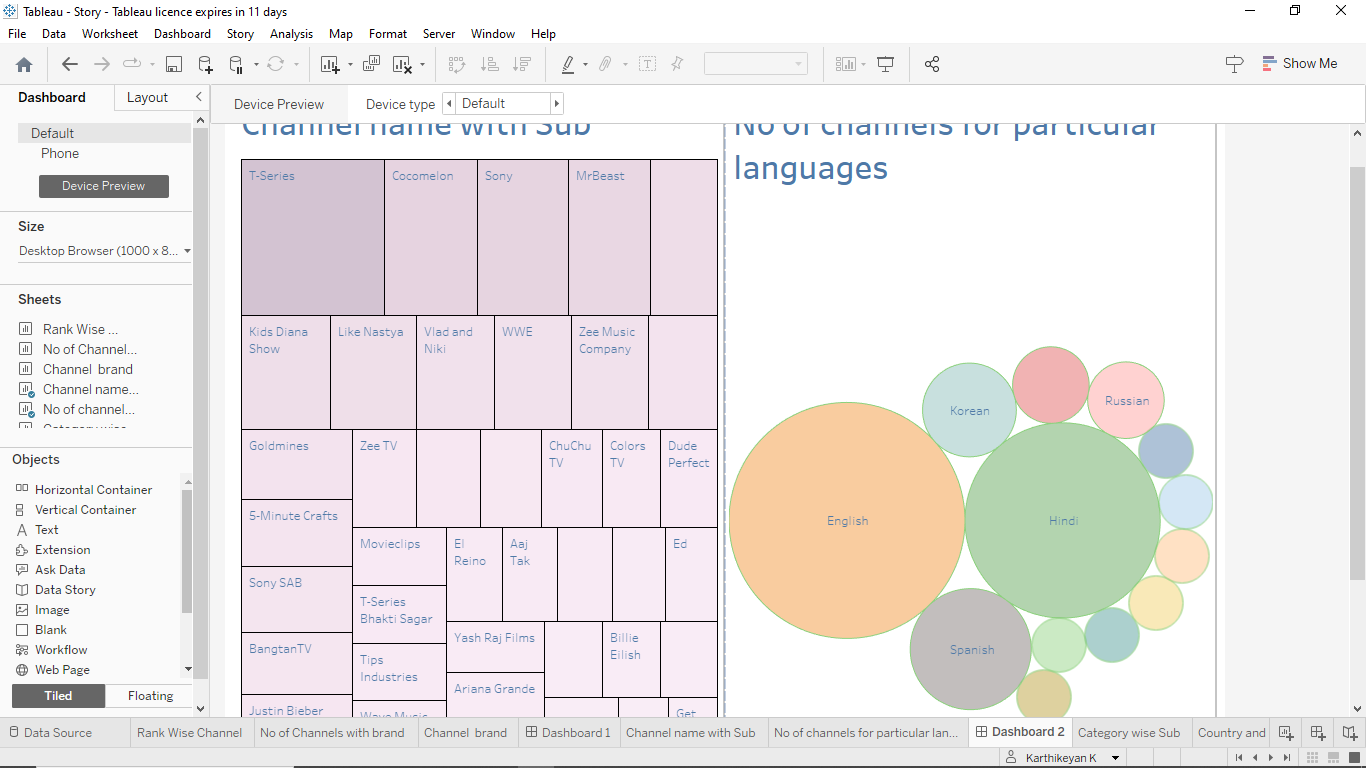 Tableau - Story - Tableau licence expires in 11 days
File Data Worksheet Dashboard Story Analysis Map Format Server Window Help
Show Me
Dashboard Layout
Device Preview Device type Default
Default
Phone
Device Preview
Size
Desktop Browser (1000 x 8...
Sheets
Rank Wise ...
No of Channel...
Channel brand
Channel name...
No of channel...
Category wise
Objects
Horizontal Container
Vertical Container
Text
Extension
Ask Data
Data Story
Image
Blank
Workflow
Web Page
Tiled Floating
Channel name with Sub
T-Series Cocomelon Sony MrBeast
Kids Diana Show Like Nastya Vlad and Niki WWE Zee Music Company
Goldmines Zee TV ChuChu TV Colors TV Dude Perfect
5-Minute Crafts
Movieclips El Reino Aaj Tak Ed
Sony SAB
T-Series Bhakti Sagar
Yash Raj Films Billie Eilish
BangtanTV
Tips Industries
Ariana Grande
Justin Bieber Wave Music Get
No of channels for particular
languages
Korean
Russian
English
Hindi
Spanish
Data Source Rank Wise Channel No of Channels with brand Channel brand Dashboard 1 Channel name with Sub No of channels for particular lan... Dashboard 2 Category wise Sub Country and
Karthikeyan K